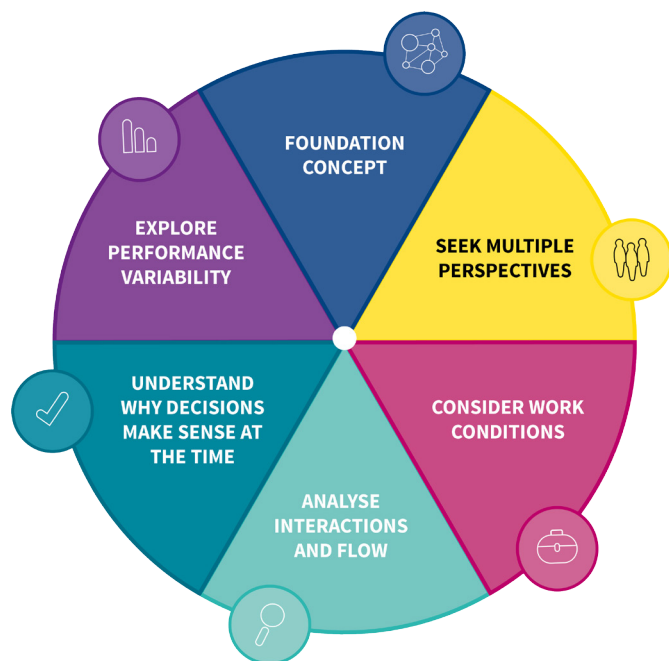 FOUNDATION
CONCEPT
SEEK MULTIPLE
PERSPECTIVES
CONSIDER WORK
CONDITIONS
ANALYSE
INTERACTIONS
AND FLOW
UNDERSTAND
WHY DECISIONS
MAKE SENSE AT
THE TIME
EXPLORE
PERFORMANCE
VARIABILITY